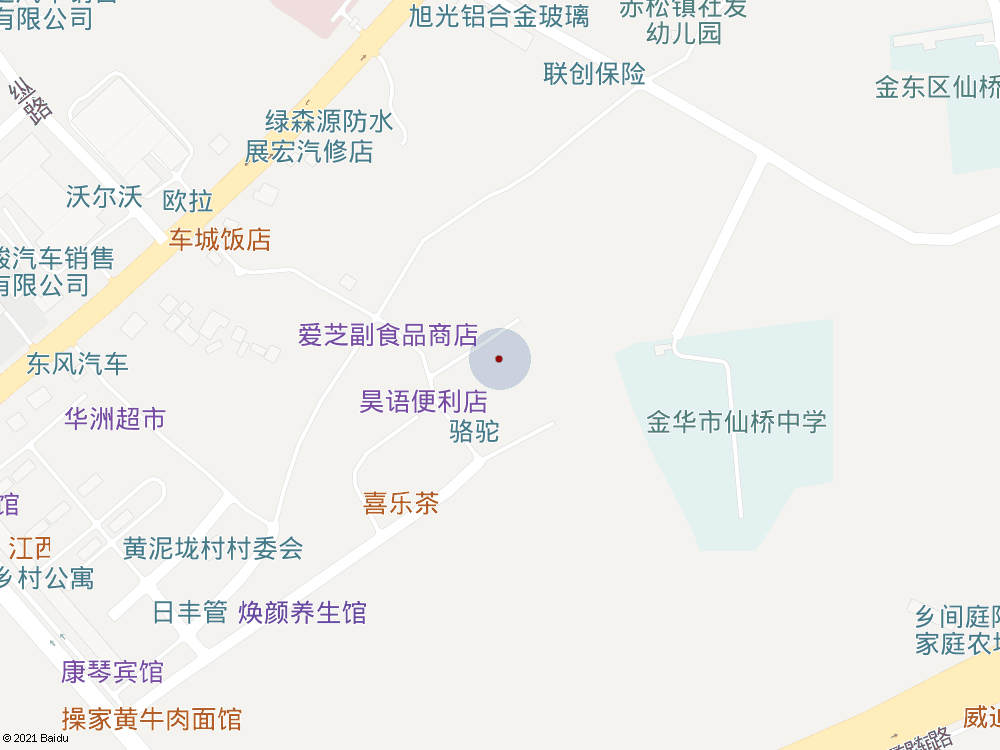 有限公司
旭光铝合金玻璃
赤松镇社发
幼儿园
联创保险
金东区仙桥
纵路
绿森源防水
展宏汽修店
沃尔沃
欧拉
车城饭店
骏汽车销售
有限公司
爱芝副食品商店
东风汽车
昊语便利店
华洲超市
骆驼
金华市仙桥中学
馆
喜乐茶
江西
黄泥垅村村委会
乡村公寓
日丰管
焕颜养生馆
乡间庭院
家庭农场
康琴宾馆
操家黄牛肉面馆
威迪
路
© 2021 Baidu